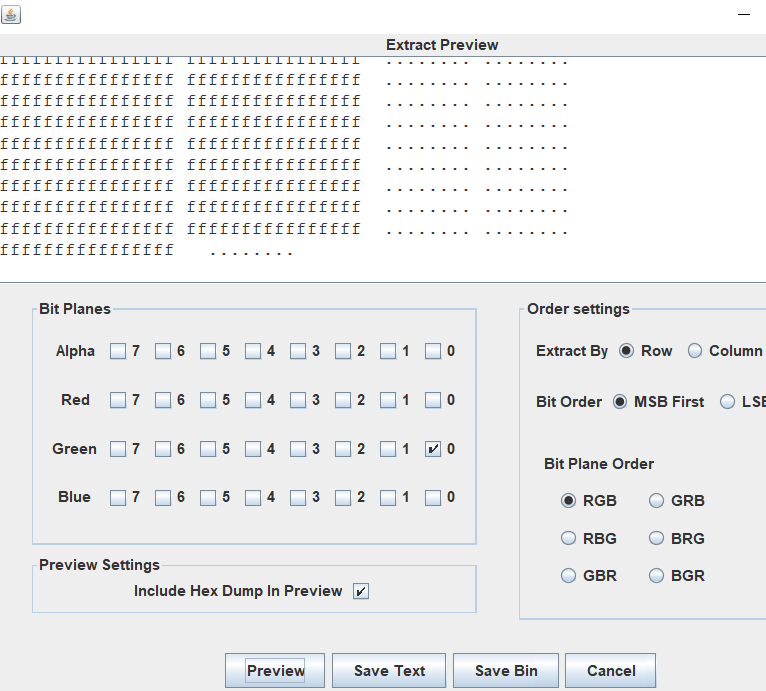 Extract Preview
ffffffffffffffff ffffffffffffffff ........ ........
ffffffffffffffff ffffffffffffffff ........ ........
ffffffffffffffff ffffffffffffffff ........ ........
ffffffffffffffff ffffffffffffffff ........ ........
ffffffffffffffff ffffffffffffffff ........ ........
ffffffffffffffff ffffffffffffffff ........ ........
ffffffffffffffff ffffffffffffffff ........ ........
ffffffffffffffff ffffffffffffffff ........ ........
ffffffffffffffff ffffffffffffffff ........ ........
ffffffffffffffff ........
Bit Planes
Alpha 7 6 5 4 3 2 1 0
Red 7 6 5 4 3 2 1 0
Green 7 6 5 4 3 2 1 0
Blue 7 6 5 4 3 2 1 0
Preview Settings
Include Hex Dump In Preview
Order settings
Extract By Row Column
Bit Order MSB First LSB
Bit Plane Order
RGB GRB
RBG BRG
GBR BGR
Preview Save Text Save Bin Cancel